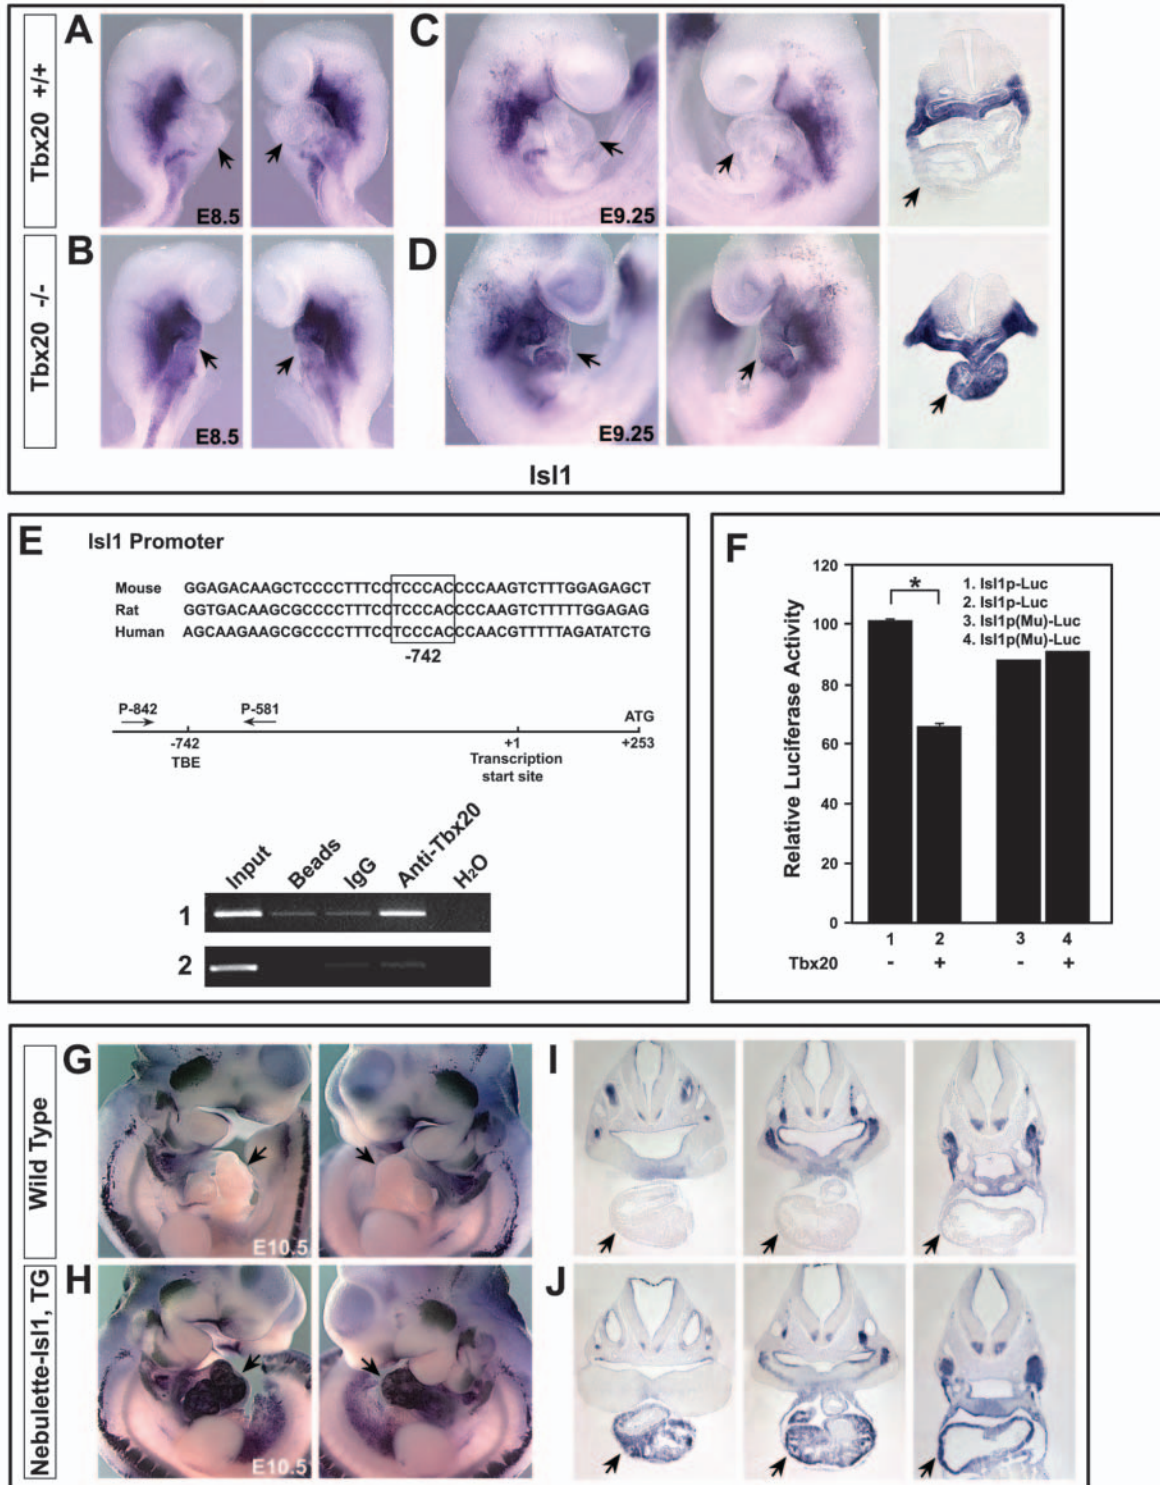 A
C
Tbx20 +/+
E8.5
E9.25
B
D
Tbx20 -/-
E8.5
E9.25
Isl1
E
Isl1 Promoter
Mouse GGAGACAAGCTCCCCTTTCCTCCCACCCCAAGTCTTTGGAGAGCT
Rat GGTGACAAGCGCCCCTTTCCTCCCACCCCAAGTCTTTTTGGAGAG
Human AGCAAGAAGCGCCCCTTTCCTCCCACCCAACGTTTTTAGATATCTG
-742
P-842
P-581
ATG
-742
+1
+253
TBE
Transcription
start site
Input
Beads
IgG
Anti-Tbx20
H2O
1
2
F
Relative Luciferase Activity
120
100
80
60
40
20
0
*
1. Isl1p-Luc
2. Isl1p-Luc
3. Isl1p(Mu)-Luc
4. Isl1p(Mu)-Luc
1 2 3 4
Tbx20 - + - +
G
I
Wild Type
E10.5
H
J
Nebulette-Isl1, TG
E10.5